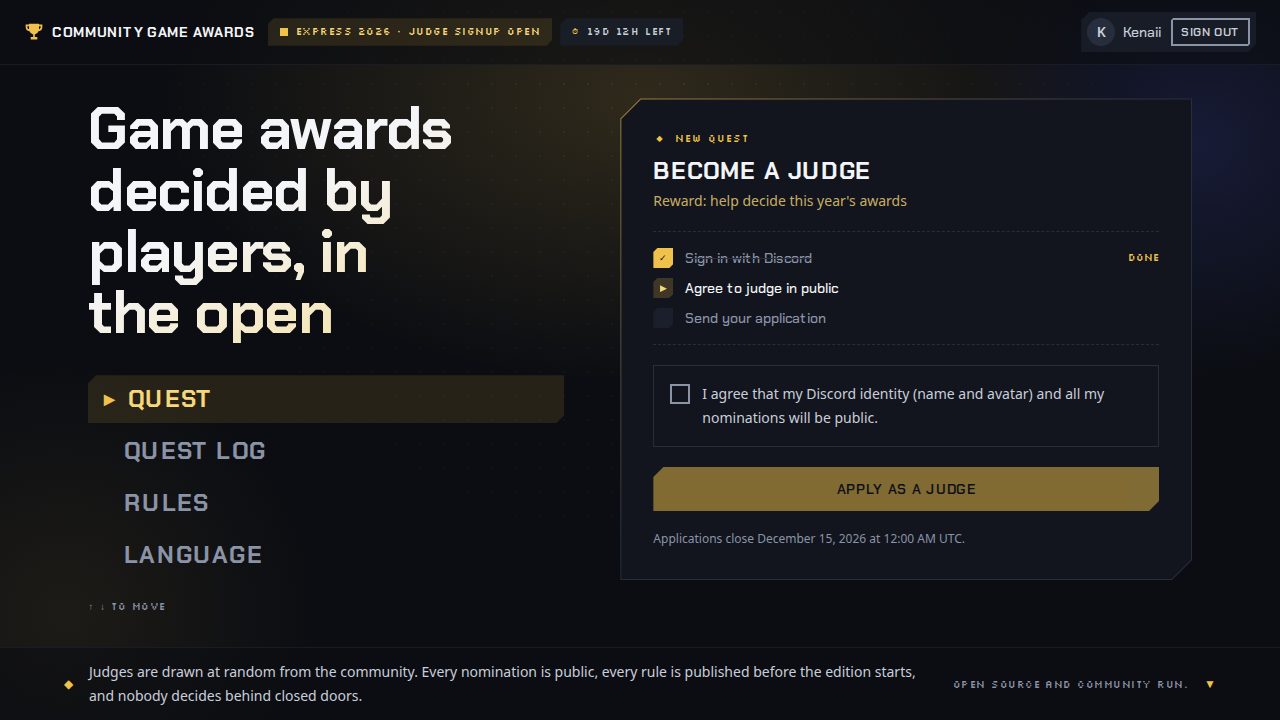 COMMUNITY GAME AWARDS
EXPRESS 2026 · JUDGE SIGNUP OPEN
19D 12H LEFT
K
Kenaii
SIGN OUT
Game awards
decided by
players, in
the open
▶ QUEST
QUEST LOG
RULES
LANGUAGE
↑ ↓ TO MOVE
◆ NEW QUEST
BECOME A JUDGE
Reward: help decide this year's awards
✓ Sign in with Discord
DONE
▶ Agree to judge in public
Send your application
I agree that my Discord identity (name and avatar) and all my
nominations will be public.
APPLY AS A JUDGE
Applications close December 15, 2026 at 12:00 AM UTC.
◆ Judges are drawn at random from the community. Every nomination is public, every rule is published before the edition starts,
and nobody decides behind closed doors.
OPEN SOURCE AND COMMUNITY RUN. ▼